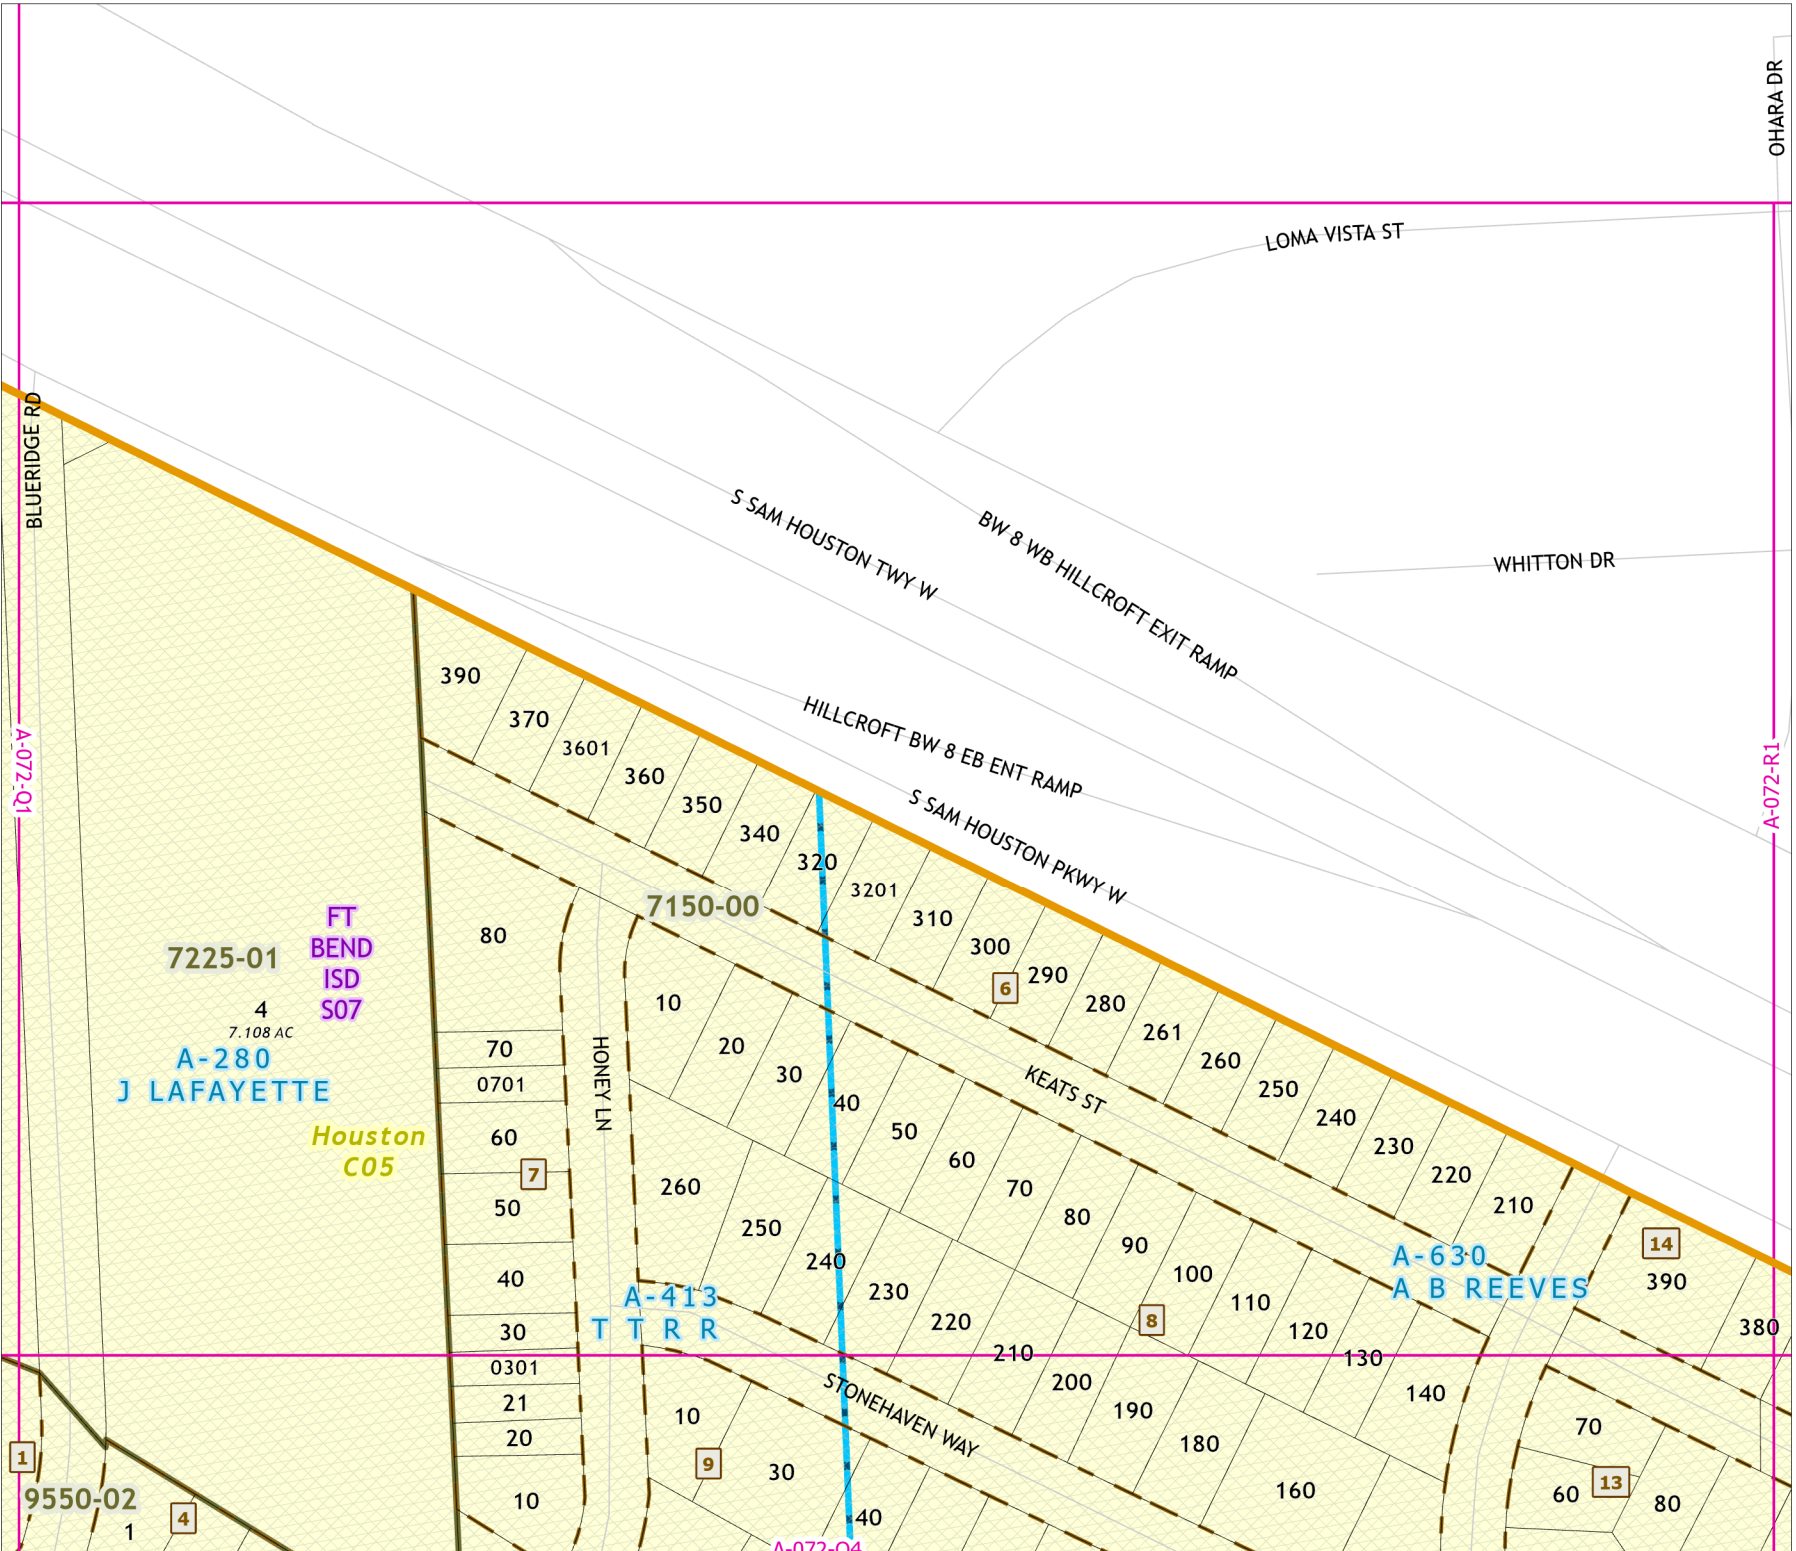 OHARA DR
LOMA VISTA ST
BLUERIDGE RD
S SAM HOUSTON TWY W
BW 8 WB HILLCROFT EXIT RAMP
WHITTON DR
HILLCROFT BW 8 EB ENT RAMP
S SAM HOUSTON PKWY W
A-072-Q1
A-072-R1
390
370
3601
360
350
340
320
3201
310
300
290
280
261
260
250
240
230
220
210
6
7150-00
KEATS ST
FT
BEND
ISD
S07
7225-01
4
7.108 AC
A-280
J LAFAYETTE
Houston
C05
80
70
0701
60
7
50
40
30
0301
21
20
10
HONEY LN
10
20
30
40
50
60
70
80
90
100
110
120
130
140
260
250
240
230
220
210
200
190
180
160
8
A-413
T T R R
A-630
A B REEVES
14
390
380
STONEHAVEN WAY
10
9
30
40
70
13
60
80
1
9550-02
4
1
A-072-Q4